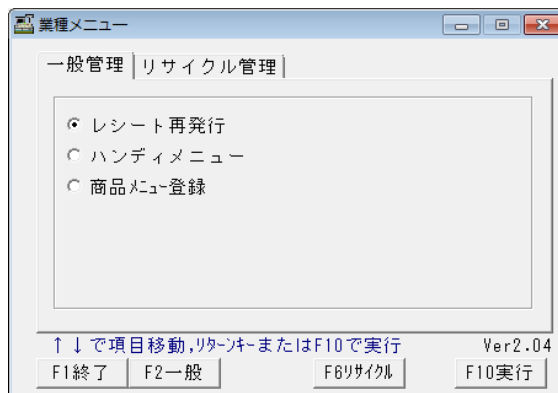 業種メニュー
一般管理 リサイクル管理
レシート再発行
ハンディメニュー
商品ﾒﾆｭｰ登録
↑↓で項目移動,ﾘﾀｰﾝｷｰまたはF10で実行 Ver2.04
F1終了 F2一般 F6ﾘｻｲｸﾙ F10実行